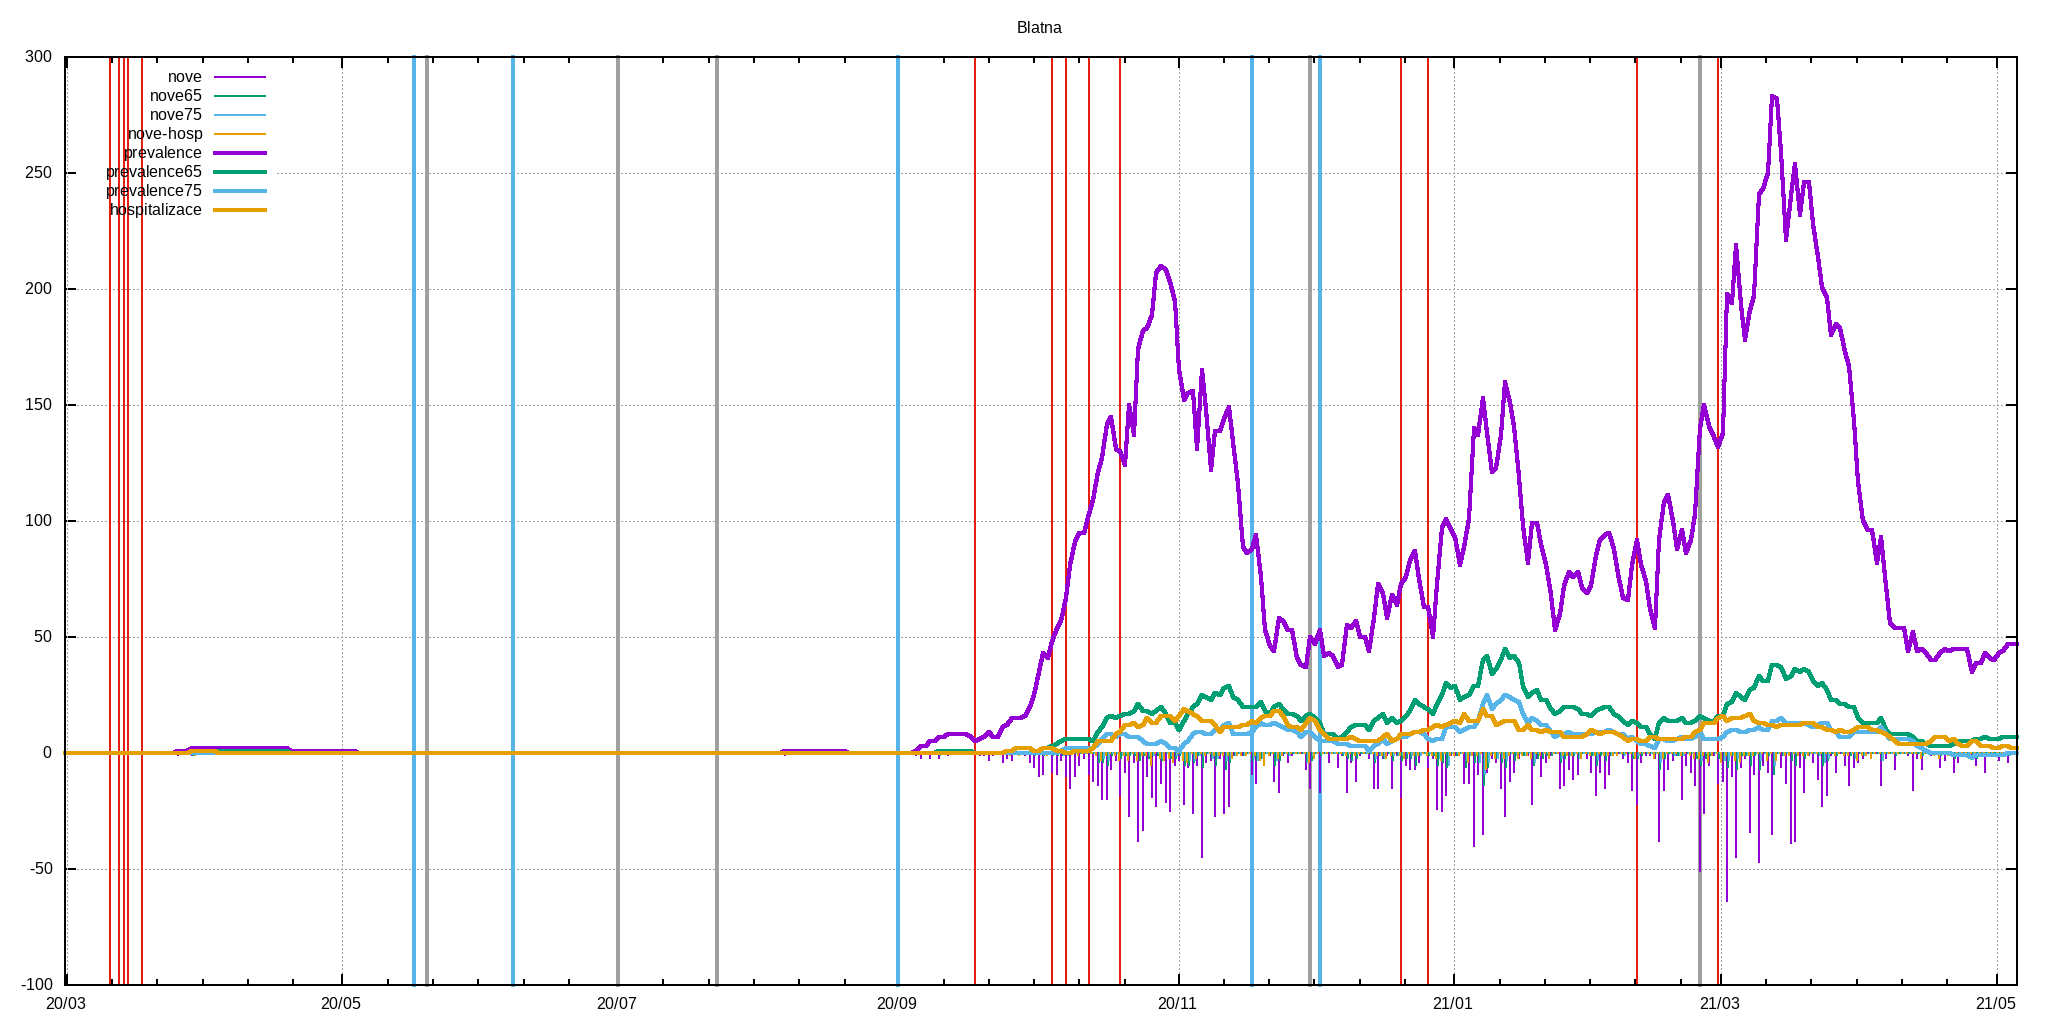 Blatna
300
250
200
150
100
50
0
-50
-100
nove
nove65
nove75
nove-hosp
prevalence
prevalence65
prevalence75
hospitalizace
20/03 20/05 20/07 20/09 20/11 21/01 21/03 21/05